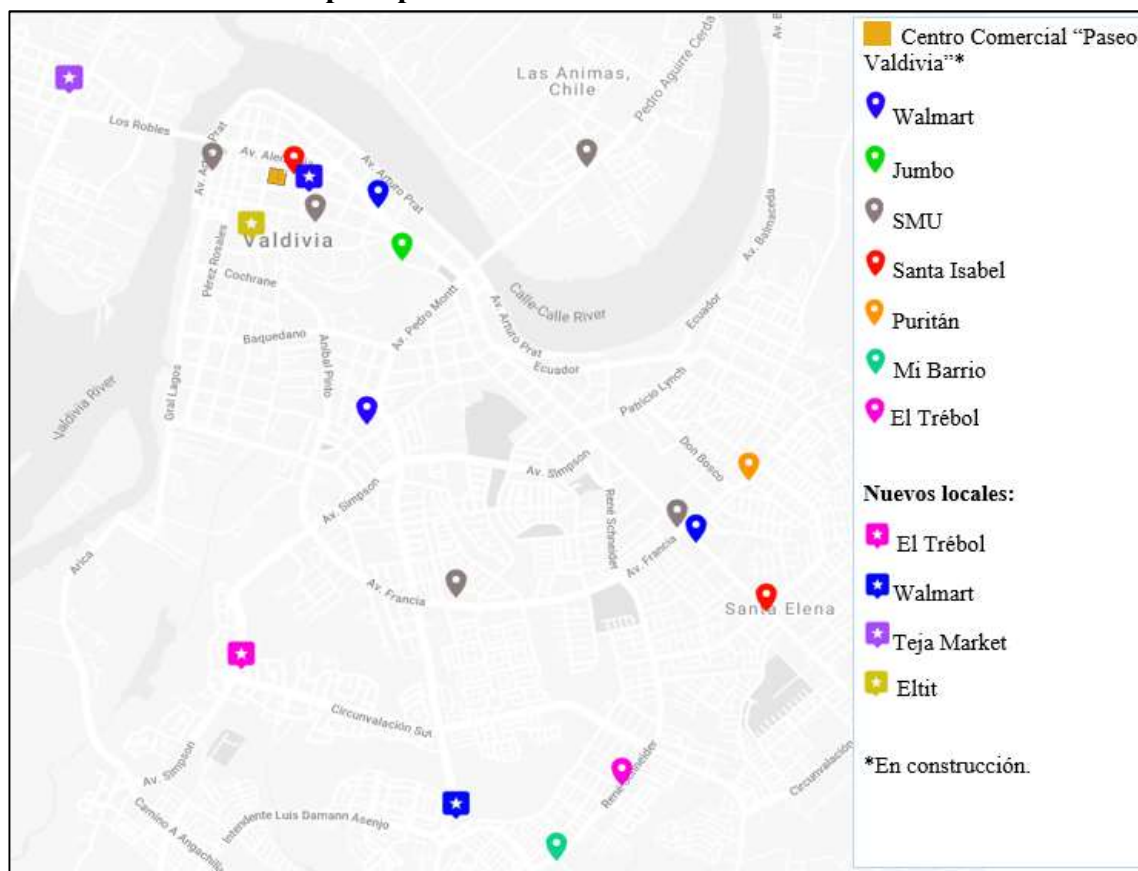 Las Animas,
Chile
Pedro Aguirre Cerda
Los Robles
Av. Arturo Prat
Valdivia
Pérez Rosales
Cochrane
Av. Pedro Montt
Calle-Calle River
Av. Balmaceda
Ecuador
Av. Arturo Prat
Ecuador
Baquedano
Aníbal Pinto
Valdivia River
Gral Lagos
Patricio Lynch
Don Bosco
Av. Simpson
Av. Simpson
René Schneider
Av. Francia
Arica
Av. Francia
Santa Elena
Circunvalación Sur
René Schneider
Circunvalación
Av. Simpson
Intendente Luis Damann Asenjo
Camino A Angachilla
Centro Comercial “Paseo
Valdivia”*
Walmart
Jumbo
SMU
Santa Isabel
Puritán
Mi Barrio
El Trébol
Nuevos locales:
El Trébol
Walmart
Teja Market
Eltit
*En construcción.